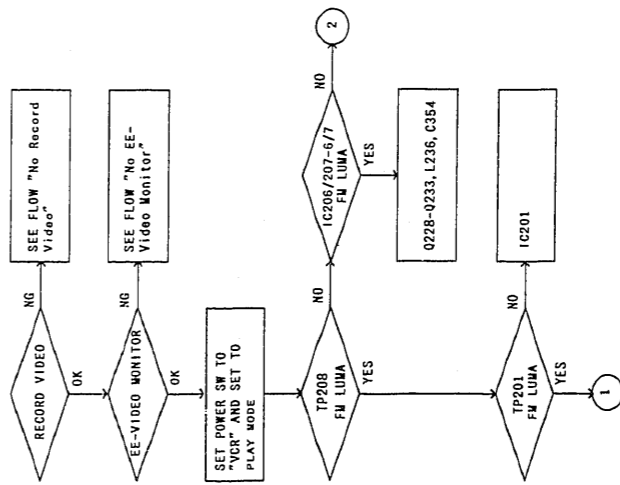 RECORD VIDEO
NG
SEE FLOW "No Record
Video"
OK
EE-VIDEO MONITOR
NG
SEE FLOW "No EE-
Video Monitor"
OK
SET POWER SW TO
"VCR" AND SET TO
PLAY MODE
TP208
FM LUMA
NO
IC206/207-6/7
FM LUMA
NO
2
YES
Q228-Q233, L236, C354
YES
TP201
FM LUMA
NO
IC201
YES
1